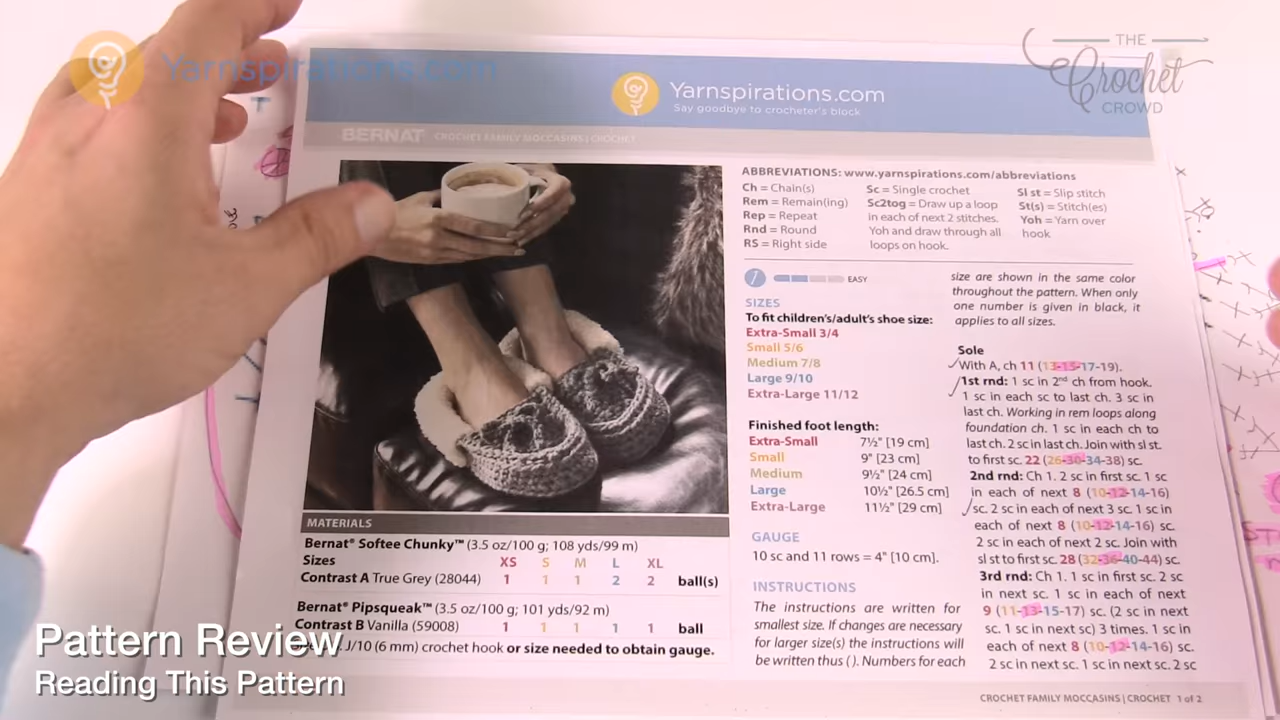 Yarnspirations.com
THE
Crochet
CROWD
Yarnspirations.com
Say goodbye to crocheter's block
BERNAT CROCHET FAMILY MOCCASINS | CROCHET
ABBREVIATIONS: www.yarnspirations.com/abbreviations
Ch = Chain(s)
Rem = Remain(ing)
Rep = Repeat
Rnd = Round
RS = Right side
Sc = Single crochet
Sc2tog = Draw up a loop
in each of next 2 stitches.
Yoh and draw through all
loops on hook.
Sl st = Slip stitch
St(s) = Stitch(es)
Yoh = Yarn over
hook
EASY
SIZES
To fit children's/adult's shoe size:
Extra-Small 3/4
Small 5/6
Medium 7/8
Large 9/10
Extra-Large 11/12
Finished foot length:
Extra-Small 7½" [19 cm]
Small 9" [23 cm]
Medium 9½" [24 cm]
Large 10½" [26.5 cm]
Extra-Large 11½" [29 cm]
GAUGE
10 sc and 11 rows = 4" [10 cm].
INSTRUCTIONS
The instructions are written for
smallest size. If changes are necessary
for larger size(s) the instructions will
be written thus ( ). Numbers for each
size are shown in the same color
throughout the pattern. When only
one number is given in black, it
applies to all sizes.
Sole
With A, ch 11 (13-15-17-19).
1st rnd: 1 sc in 2nd ch from hook.
1 sc in each sc to last ch. 3 sc in
last ch. Working in rem loops along
foundation ch. 1 sc in each ch to
last ch. 2 sc in last ch. Join with sl st.
to first sc. 22 (26-30-34-38) sc.
2nd rnd: Ch 1. 2 sc in first sc. 1 sc
in each of next 8 (10-12-14-16)
sc. 2 sc in each of next 3 sc. 1 sc in
each of next 8 (10-12-14-16) sc.
2 sc in each of next 2 sc. Join with
sl st to first sc. 28 (32-36-40-44) sc.
3rd rnd: Ch 1. 1 sc in first sc. 2 sc
in next sc. 1 sc in each of next
9 (11-13-15-17) sc. (2 sc in next
sc. 1 sc in next sc) 3 times. 1 sc in
each of next 8 (10-12-14-16) sc.
2 sc in next sc. 1 sc in next sc. 2 sc
MATERIALS
Bernat® Softee Chunky™ (3.5 oz/100 g; 108 yds/99 m)
Sizes XS S M L XL
Contrast A True Grey (28044) 1 1 1 2 2 ball(s)
Bernat® Pipsqueak™ (3.5 oz/100 g; 101 yds/92 m)
Contrast B Vanilla (59008) 1 1 1 1 1 ball
J/10 (6 mm) crochet hook or size needed to obtain gauge.
Pattern Review
Reading This Pattern
CROCHET FAMILY MOCCASINS | CROCHET 1 of 2